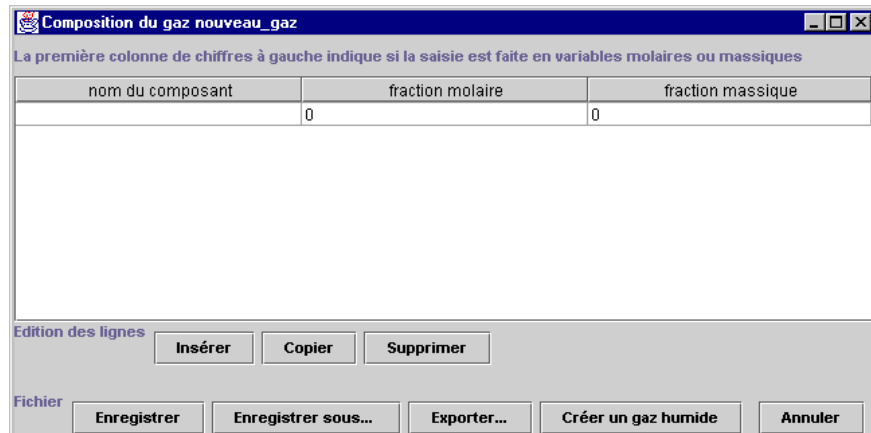 Composition du gaz nouveau_gaz
La première colonne de chiffres à gauche indique si la saisie est faite en variables molaires ou massiques
nom du composant fraction molaire fraction massique
0 0
Edition des lignes Insérer Copier Supprimer
Fichier Enregistrer Enregistrer sous... Exporter... Créer un gaz humide Annuler